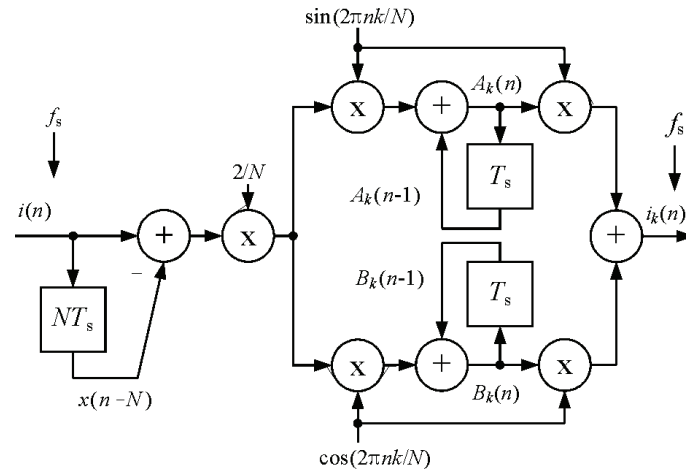 sin(2πnk/N)
A_k(n)
x
+
x
f_s
f_s
2/N
T_s
A_k(n-1)
i(n)
i_k(n)
+
x
+
–
B_k(n-1)
T_s
NT_s
x
+
x
x(n –N)
B_k(n)
cos(2πnk/N)